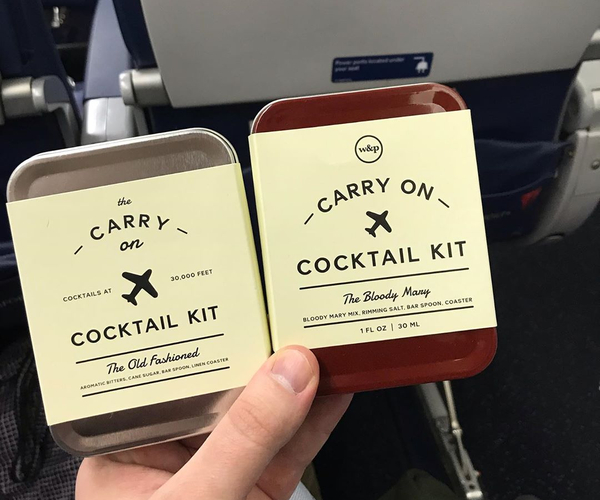 Power ports located under
your seat
the
CARRY
on
COCKTAILS AT
30,000 FEET
COCKTAIL KIT
The Old Fashioned
AROMATIC BITTERS, CANE SUGAR, BAR SPOON, LINEN COASTER
w&p
CARRY ON
COCKTAIL KIT
The Bloody Mary
BLOODY MARY MIX, RIMMING SALT, BAR SPOON, COASTER
1 FL OZ | 30 ML